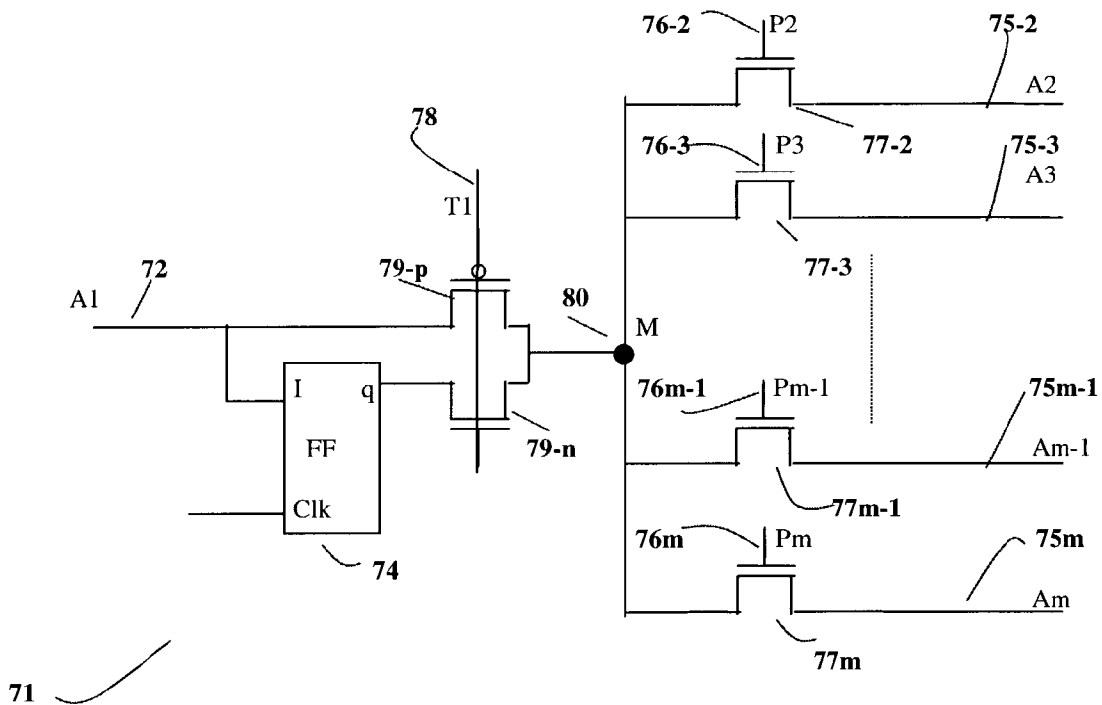 76-2 P2 75-2
A2
78 77-2
76-3 P3 75-3
A3
T1
79-p 77-3
72
A1 80 M
I q 76m-1 Pm-1 75m-1
FF 79-n Am-1
Clk 77m-1
76m Pm 75m
74
Am
77m
71